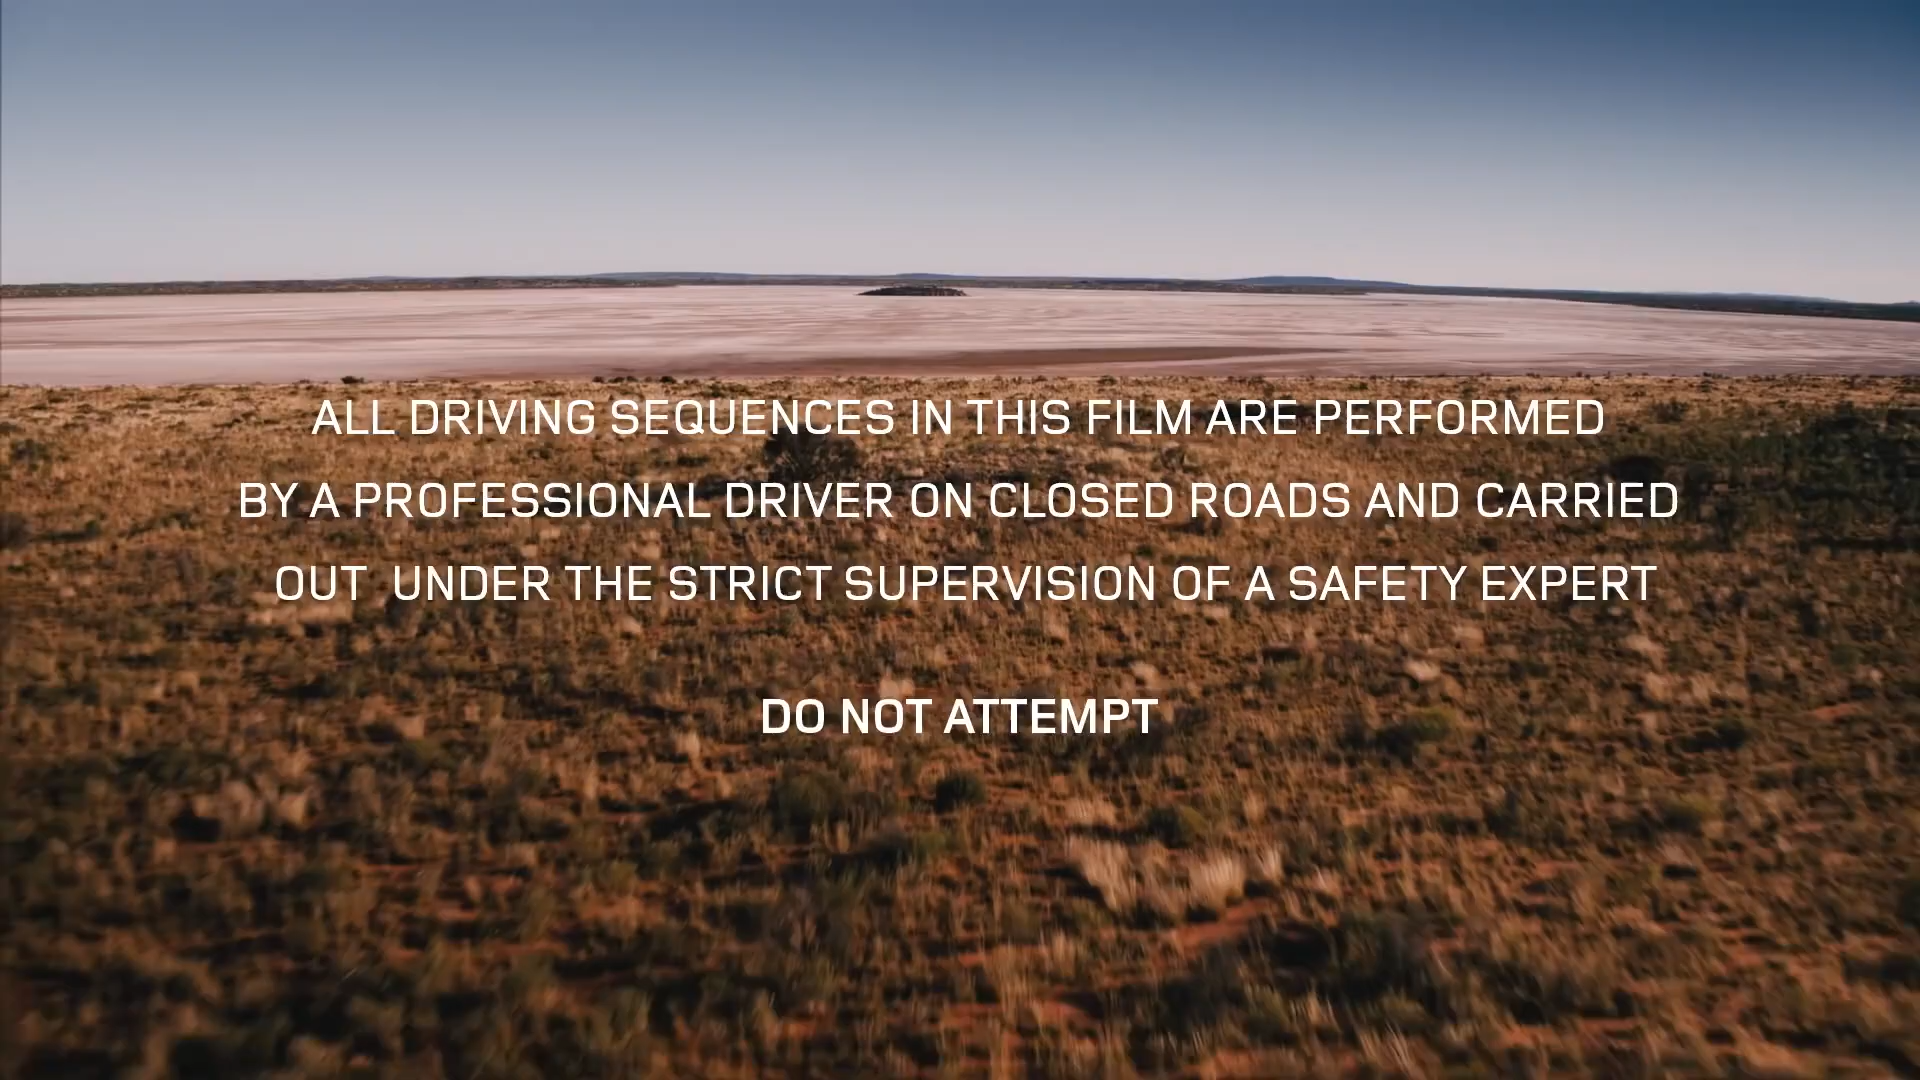 ALL DRIVING SEQUENCES IN THIS FILM ARE PERFORMED
BY A PROFESSIONAL DRIVER ON CLOSED ROADS AND CARRIED
OUT  UNDER THE STRICT SUPERVISION OF A SAFETY EXPERT
DO NOT ATTEMPT